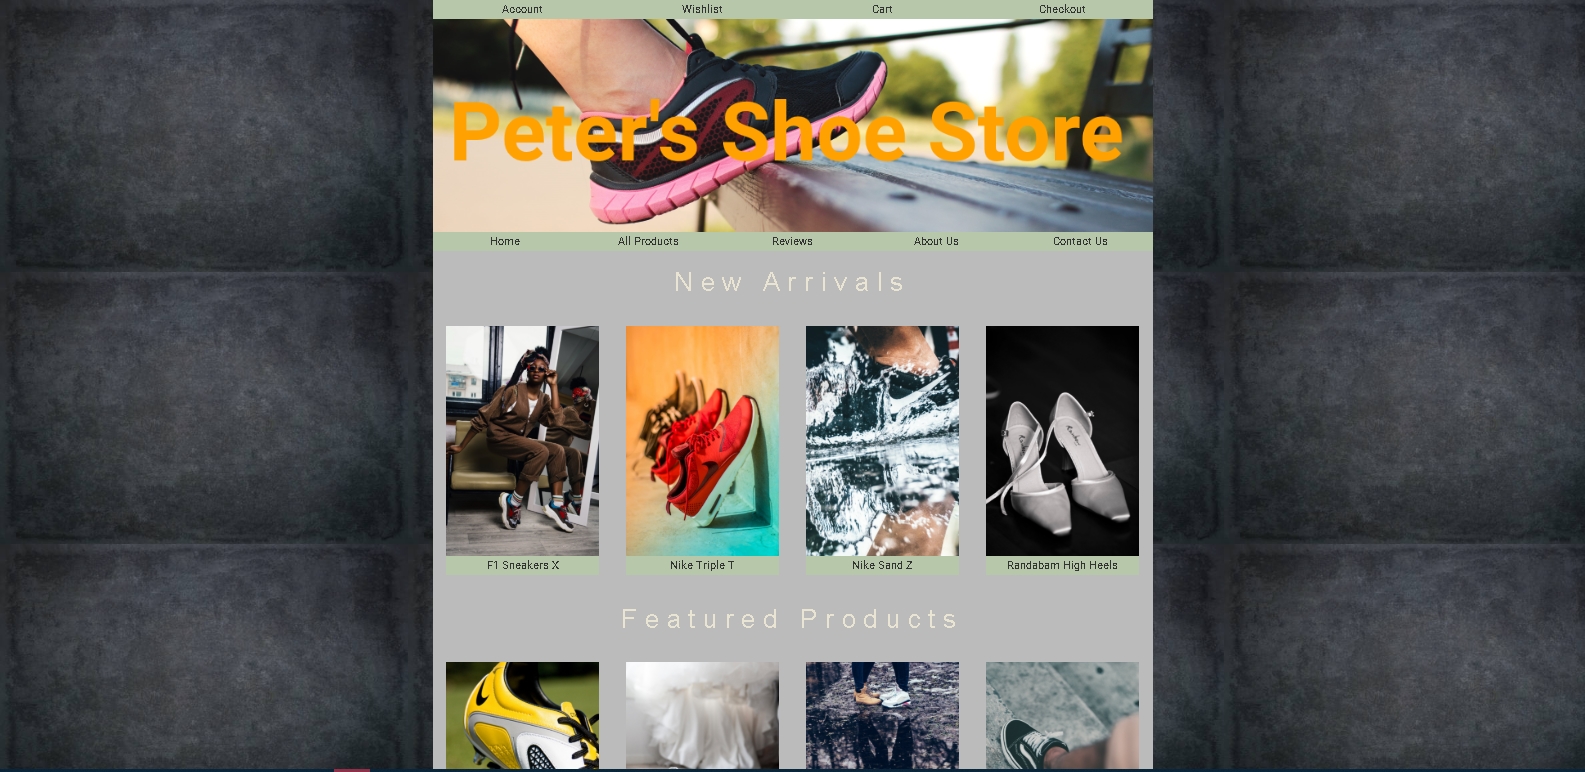 Account Wishlist Cart Checkout
Peter's Shoe Store
Home All Products Reviews About Us Contact Us
New Arrivals
F1 Sneakers X Nike Triple T Nike Sand Z Randabam High Heels
Featured Products